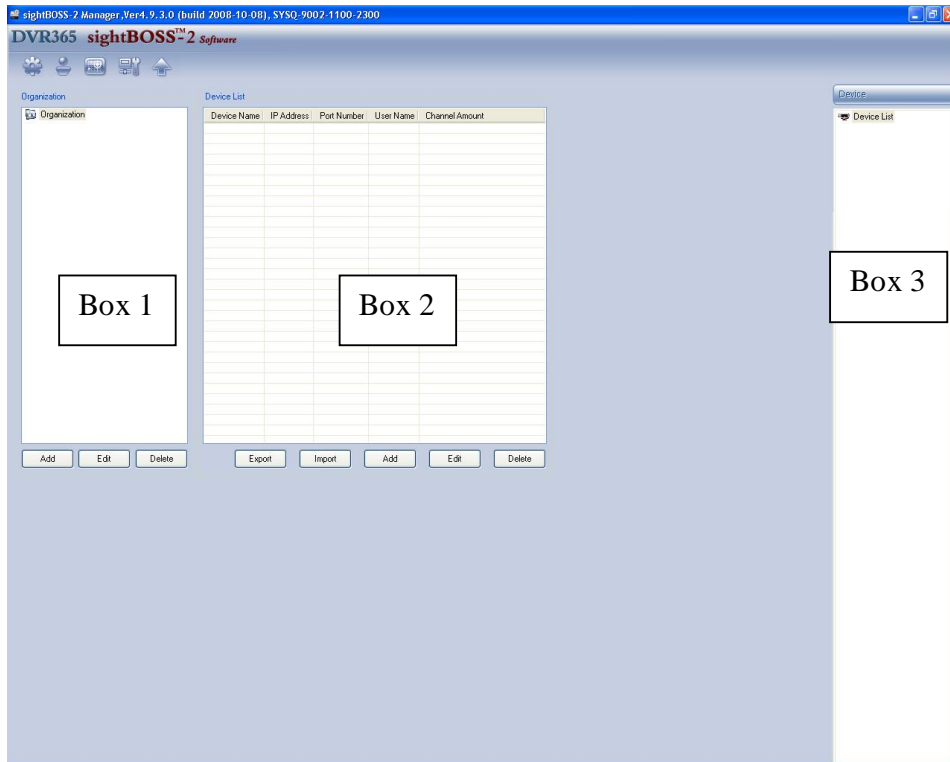 sightBOSS-2 Manager,Ver4.9.3.0 (build 2008-10-08), SYSQ-9002-1100-2300
DVR365 sightBOSS™-2 Software
Organization
Device List
Device
Organization
Device Name IP Address Port Number User Name Channel Amount
Device List
Box 1
Box 2
Box 3
Add Edit Delete
Export Import Add Edit Delete